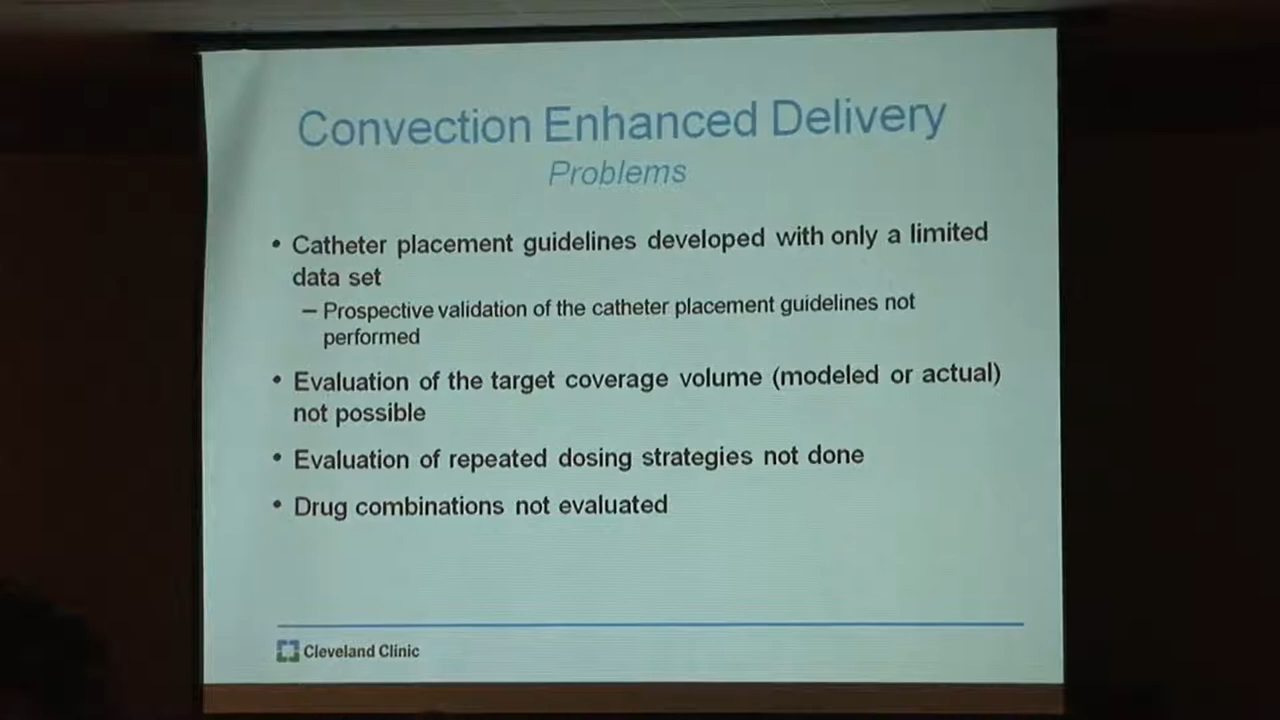 Convection Enhanced Delivery
Problems
• Catheter placement guidelines developed with only a limited
data set
– Prospective validation of the catheter placement guidelines not
performed
• Evaluation of the target coverage volume (modeled or actual)
not possible
• Evaluation of repeated dosing strategies not done
• Drug combinations not evaluated
Cleveland Clinic